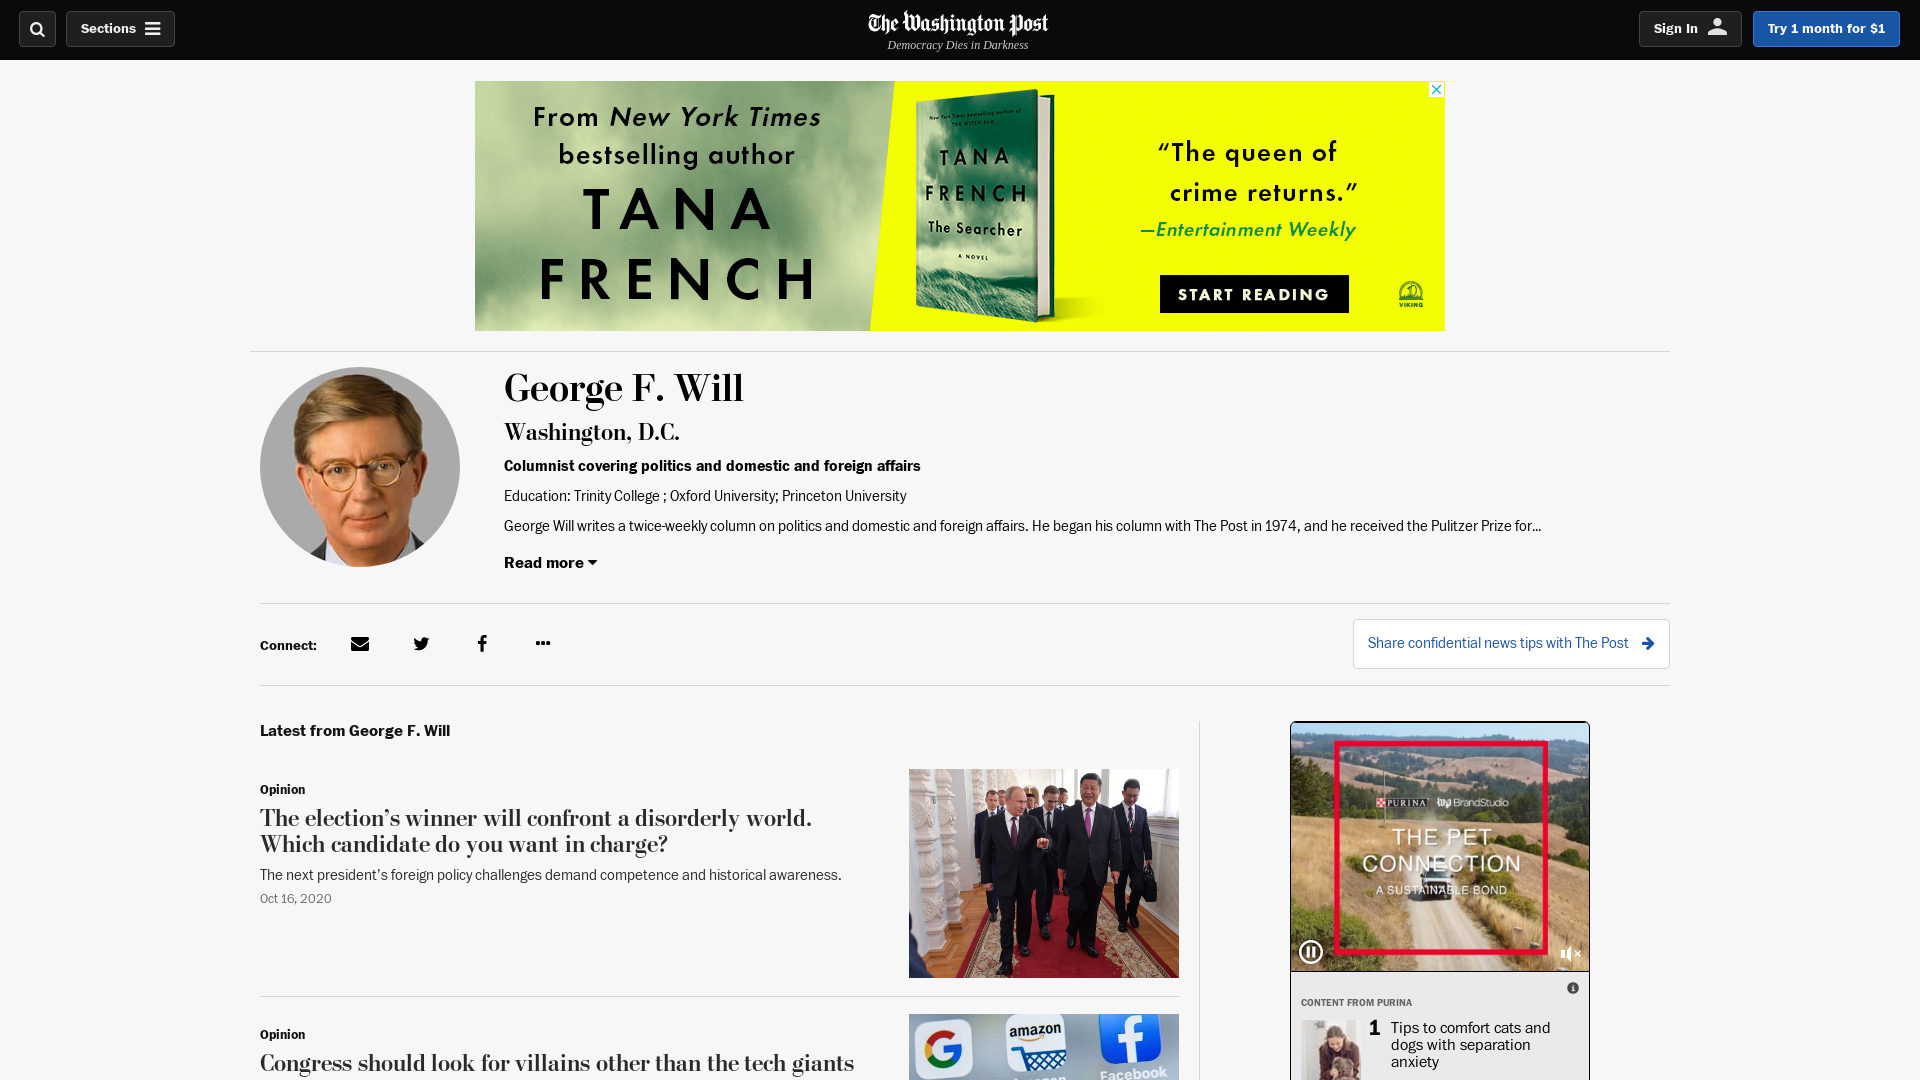 Sections
The Washington Post
Democracy Dies in Darkness
Sign In
Try 1 month for $1
From New York Times
bestselling author
TANA
FRENCH
New York Times bestselling author of
THE WITCH ELM
TANA
FRENCH
The Searcher
A NOVEL
“The queen of
crime returns.”
—Entertainment Weekly
START READING
VIKING
George F. Will
Washington, D.C.
Columnist covering politics and domestic and foreign affairs
Education: Trinity College ; Oxford University; Princeton University
George Will writes a twice-weekly column on politics and domestic and foreign affairs. He began his column with The Post in 1974, and he received the Pulitzer Prize for...
Read more
Connect:
Share confidential news tips with The Post
Latest from George F. Will
Opinion
The election’s winner will confront a disorderly world.
Which candidate do you want in charge?
The next president’s foreign policy challenges demand competence and historical awareness.
Oct 16, 2020
Opinion
Congress should look for villains other than the tech giants
G
amazon
amazon
f
Facebook
PURINA
wp BrandStudio
THE PET
CONNECTION
A SUSTAINABLE BOND
CONTENT FROM PURINA
1
Tips to comfort cats and
dogs with separation
anxiety